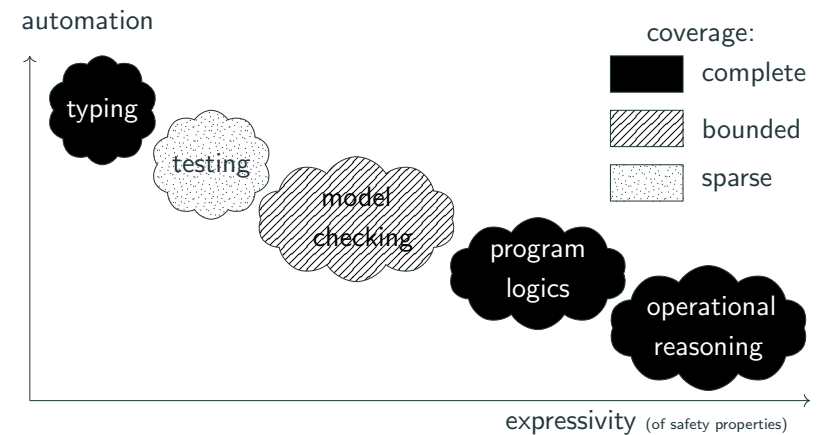 automation
coverage:
complete
bounded
sparse
typing
testing
model
checking
program
logics
operational
reasoning
expressivity (of safety properties)